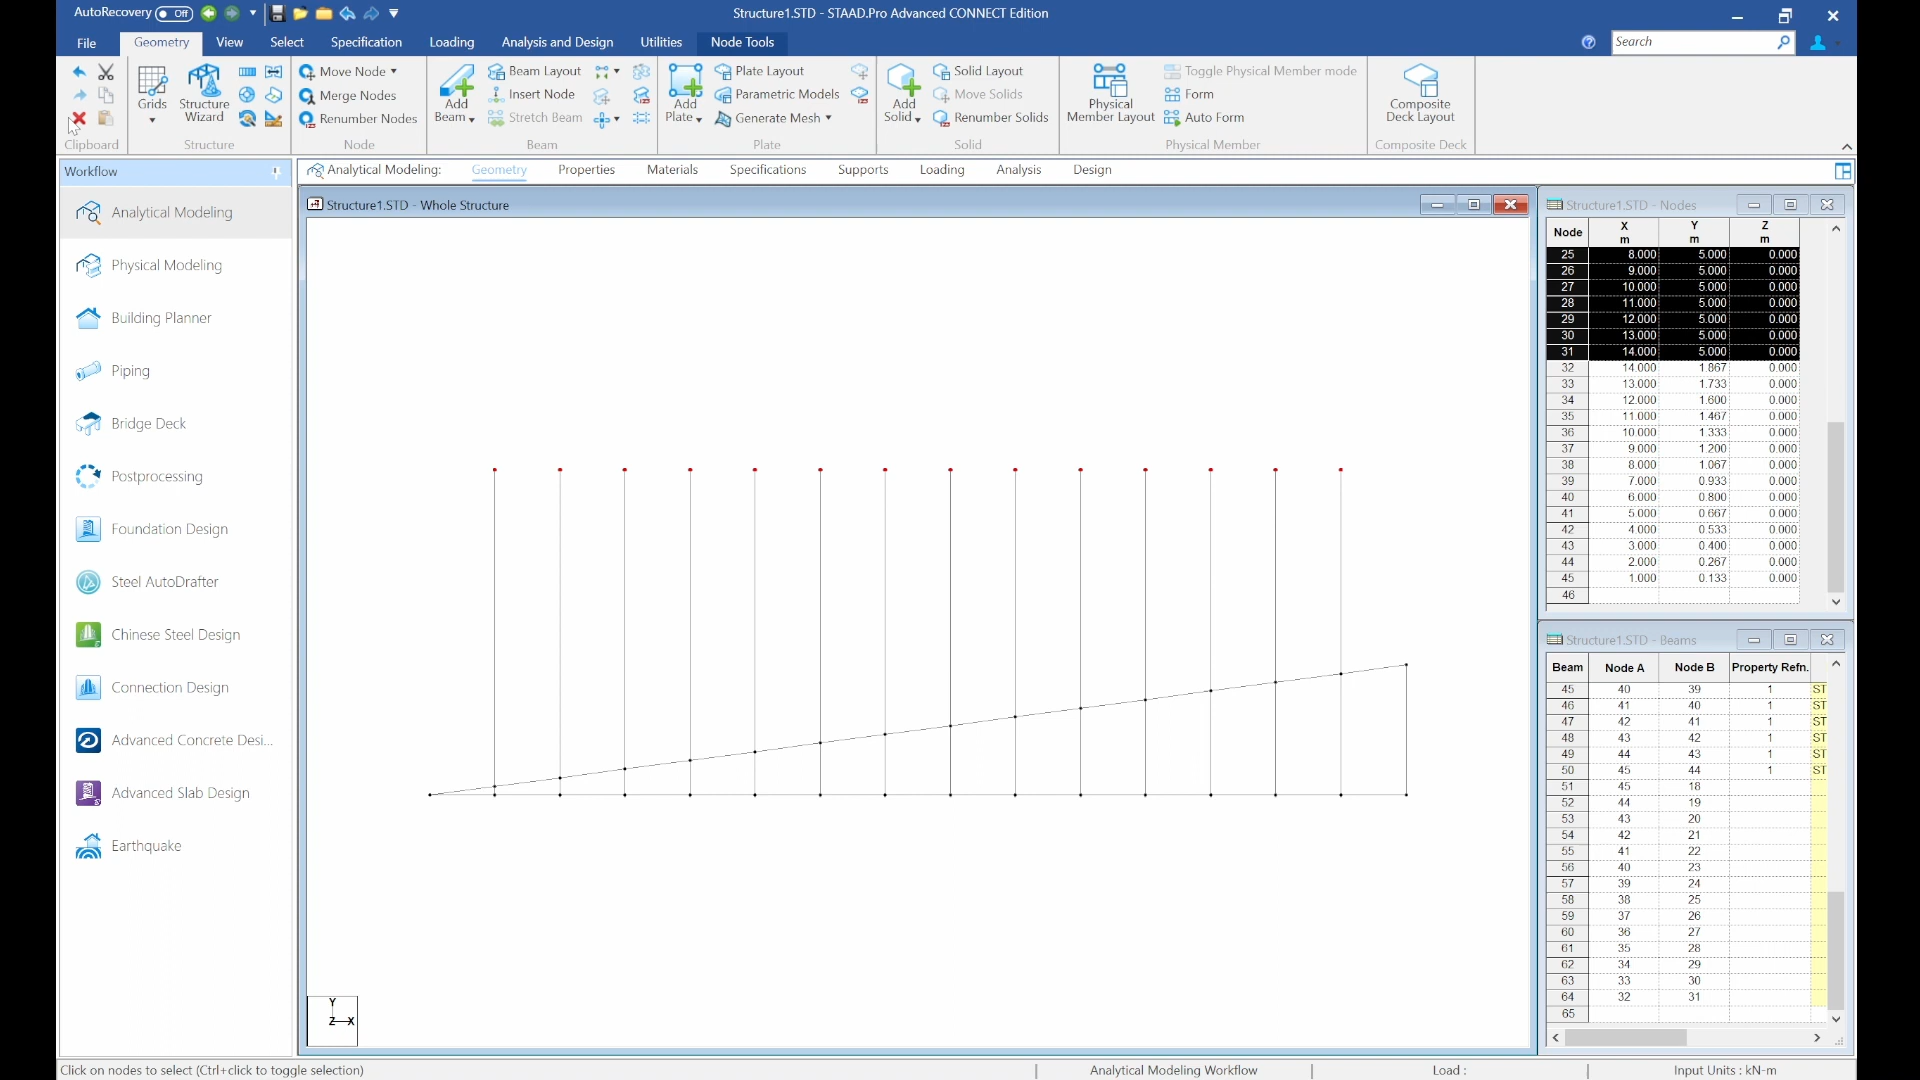 AutoRecovery Off
Structure1.STD - STAAD.Pro Advanced CONNECT Edition
File Geometry View Select Specification Loading Analysis and Design Utilities Node Tools
Search
Grids
Structure Wizard
Move Node
Merge Nodes
Renumber Nodes
Add Beam
Beam Layout
Insert Node
Stretch Beam
Add Plate
Plate Layout
Parametric Models
Generate Mesh
Add Solid
Solid Layout
Move Solids
Renumber Solids
Physical Member Layout
Toggle Physical Member mode
Form
Auto Form
Composite Deck Layout
Clipboard Structure Node Beam Plate Solid Physical Member Composite Deck
Workflow
Analytical Modeling: Geometry Properties Materials Specifications Supports Loading Analysis Design
Analytical Modeling
Physical Modeling
Building Planner
Piping
Bridge Deck
Postprocessing
Foundation Design
Steel AutoDrafter
Chinese Steel Design
Connection Design
Advanced Concrete Desi...
Advanced Slab Design
Earthquake
Structure1.STD - Whole Structure
Y
Z X
Structure1.STD - Nodes
Node X m Y m Z m
25 8.000 5.000 0.000
26 9.000 5.000 0.000
27 10.000 5.000 0.000
28 11.000 5.000 0.000
29 12.000 5.000 0.000
30 13.000 5.000 0.000
31 14.000 5.000 0.000
32 14.000 1.867 0.000
33 13.000 1.733 0.000
34 12.000 1.600 0.000
35 11.000 1.467 0.000
36 10.000 1.333 0.000
37 9.000 1.200 0.000
38 8.000 1.067 0.000
39 7.000 0.933 0.000
40 6.000 0.800 0.000
41 5.000 0.667 0.000
42 4.000 0.533 0.000
43 3.000 0.400 0.000
44 2.000 0.267 0.000
45 1.000 0.133 0.000
46
Structure1.STD - Beams
Beam Node A Node B Property Refn.
45 40 39 1 ST
46 41 40 1 ST
47 42 41 1 ST
48 43 42 1 ST
49 44 43 1 ST
50 45 44 1 ST
51 45 18
52 44 19
53 43 20
54 42 21
55 41 22
56 40 23
57 39 24
58 38 25
59 37 26
60 36 27
61 35 28
62 34 29
63 33 30
64 32 31
65
Click on nodes to select (Ctrl+click to toggle selection)
Analytical Modeling Workflow
Load :
Input Units : kN-m